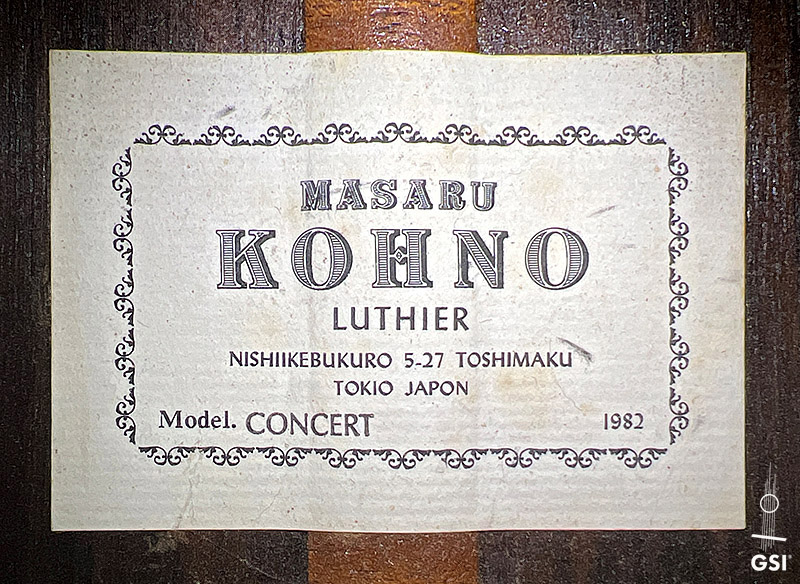 MASARU
KOHNO
LUTHIER
NISHIIKEBUKURO 5-27 TOSHIMAKU
TOKIO JAPON
Model. CONCERT 1982
GSI